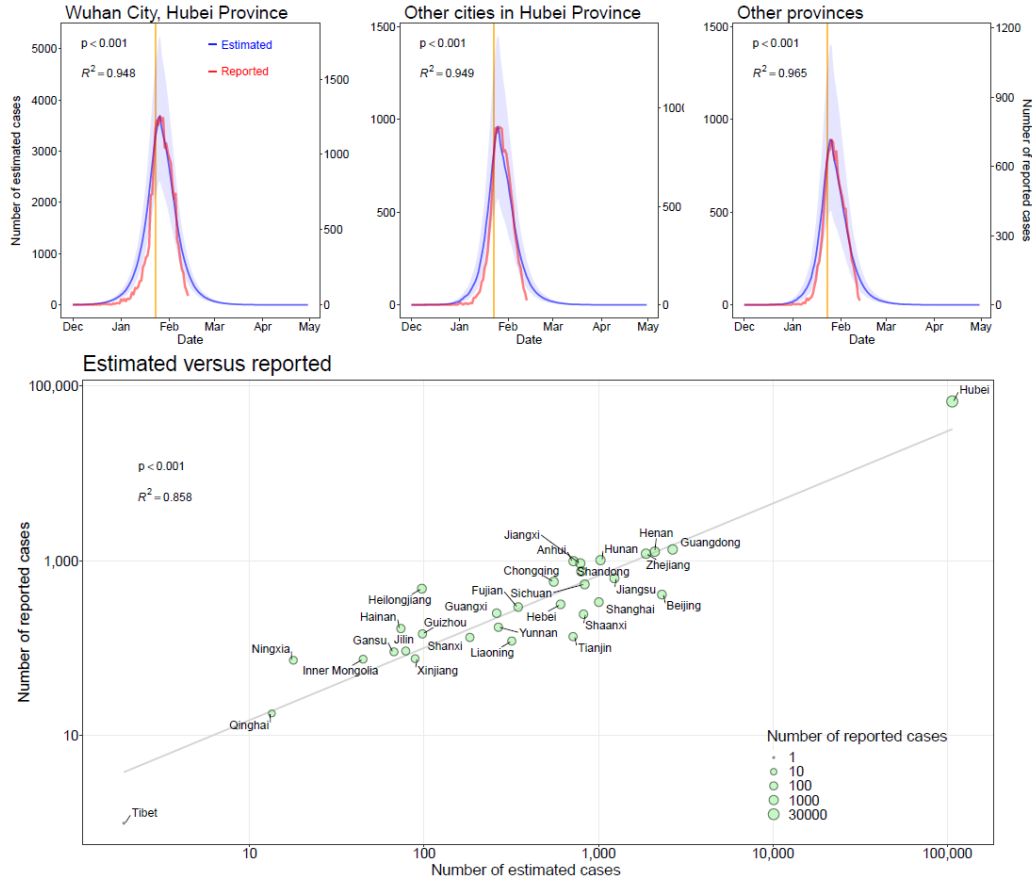 Wuhan City, Hubei Province
Other cities in Hubei Province
Other provinces
p < 0.001
R² = 0.948
Estimated
Reported
p < 0.001
R² = 0.949
p < 0.001
R² = 0.965
Number of estimated cases
5000
4000
3000
2000
1000
0
1500
1000
500
0
1500
1000
500
0
1000
500
0
1500
1000
500
0
1200
900
600
300
0
Number of reported cases
Dec Jan Feb Mar Apr May
Date
Dec Jan Feb Mar Apr May
Date
Dec Jan Feb Mar Apr May
Date
Estimated versus reported
100,000
1,000
10
Number of reported cases
p < 0.001
R² = 0.858
Hubei
Henan
Guangdong
Jiangxi
Anhui
Hunan
Zhejiang
Chongqing
Shandong
Sichuan
Jiangsu
Beijing
Fujian
Heilongjiang
Guangxi
Hebei
Shanghai
Shaanxi
Hainan
Guizhou
Yunnan
Tianjin
Gansu
Jilin
Shanxi
Liaoning
Ningxia
Inner Mongolia
Xinjiang
Qinghai
Tibet
Number of reported cases
1
10
100
1000
30000
10 100 1,000 10,000 100,000
Number of estimated cases